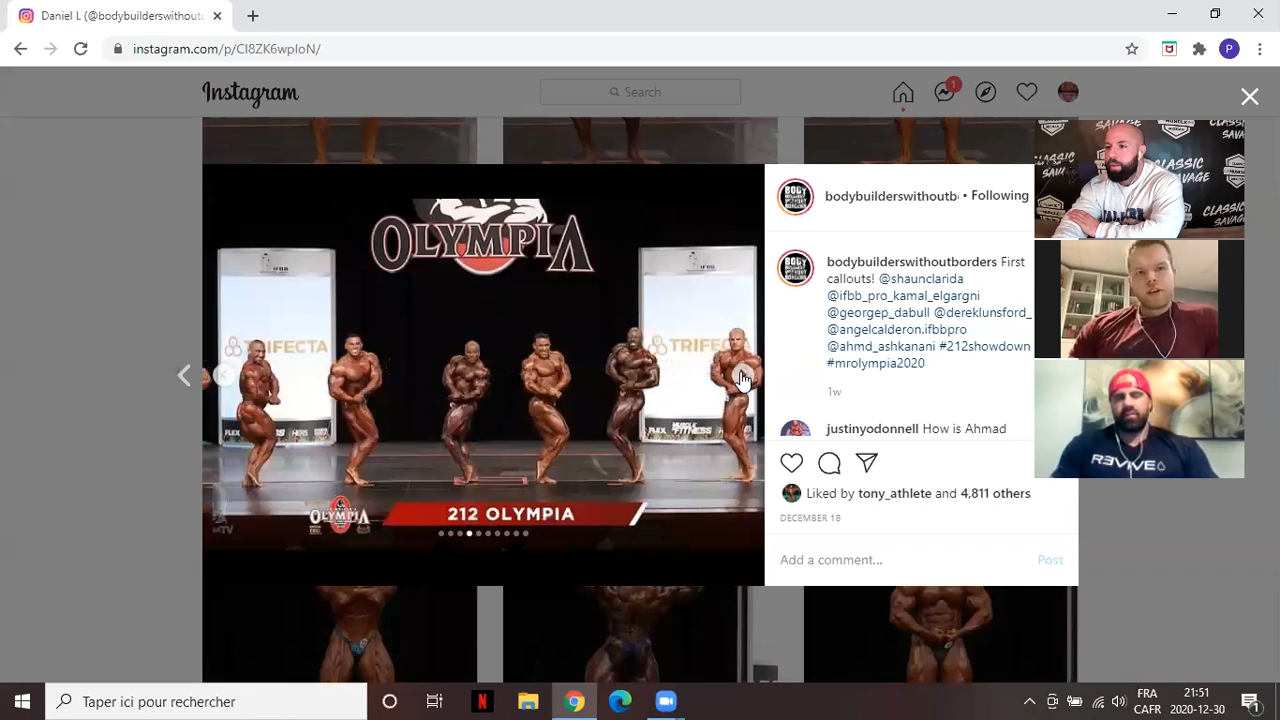 Daniel L (@bodybuilderswithout
instagram.com/p/CI8ZK6wpIoN/
P
Instagram
Search
1
OLYMPIA
TRIFECTA
TRIFECTA
212 OLYMPIA
bodybuilderswithoutb • Following
bodybuilderswithoutborders First
callouts! @shaunclarida
@ifbb_pro_kamal_elgargni
@georgep_dabull @dereklunsford_
@angelcalderon.ifbbpro
@ahmd_ashkanani #212showdown
#mrolympia2020
1w
justinyodonnell How is Ahmad
Liked by tony_athlete and 4,811 others
DECEMBER 18
Add a comment...
Post
CLASSIC
SAVAGE
REVIVE
Taper ici pour rechercher
FRA
CAFR
21:51
2020-12-30
1